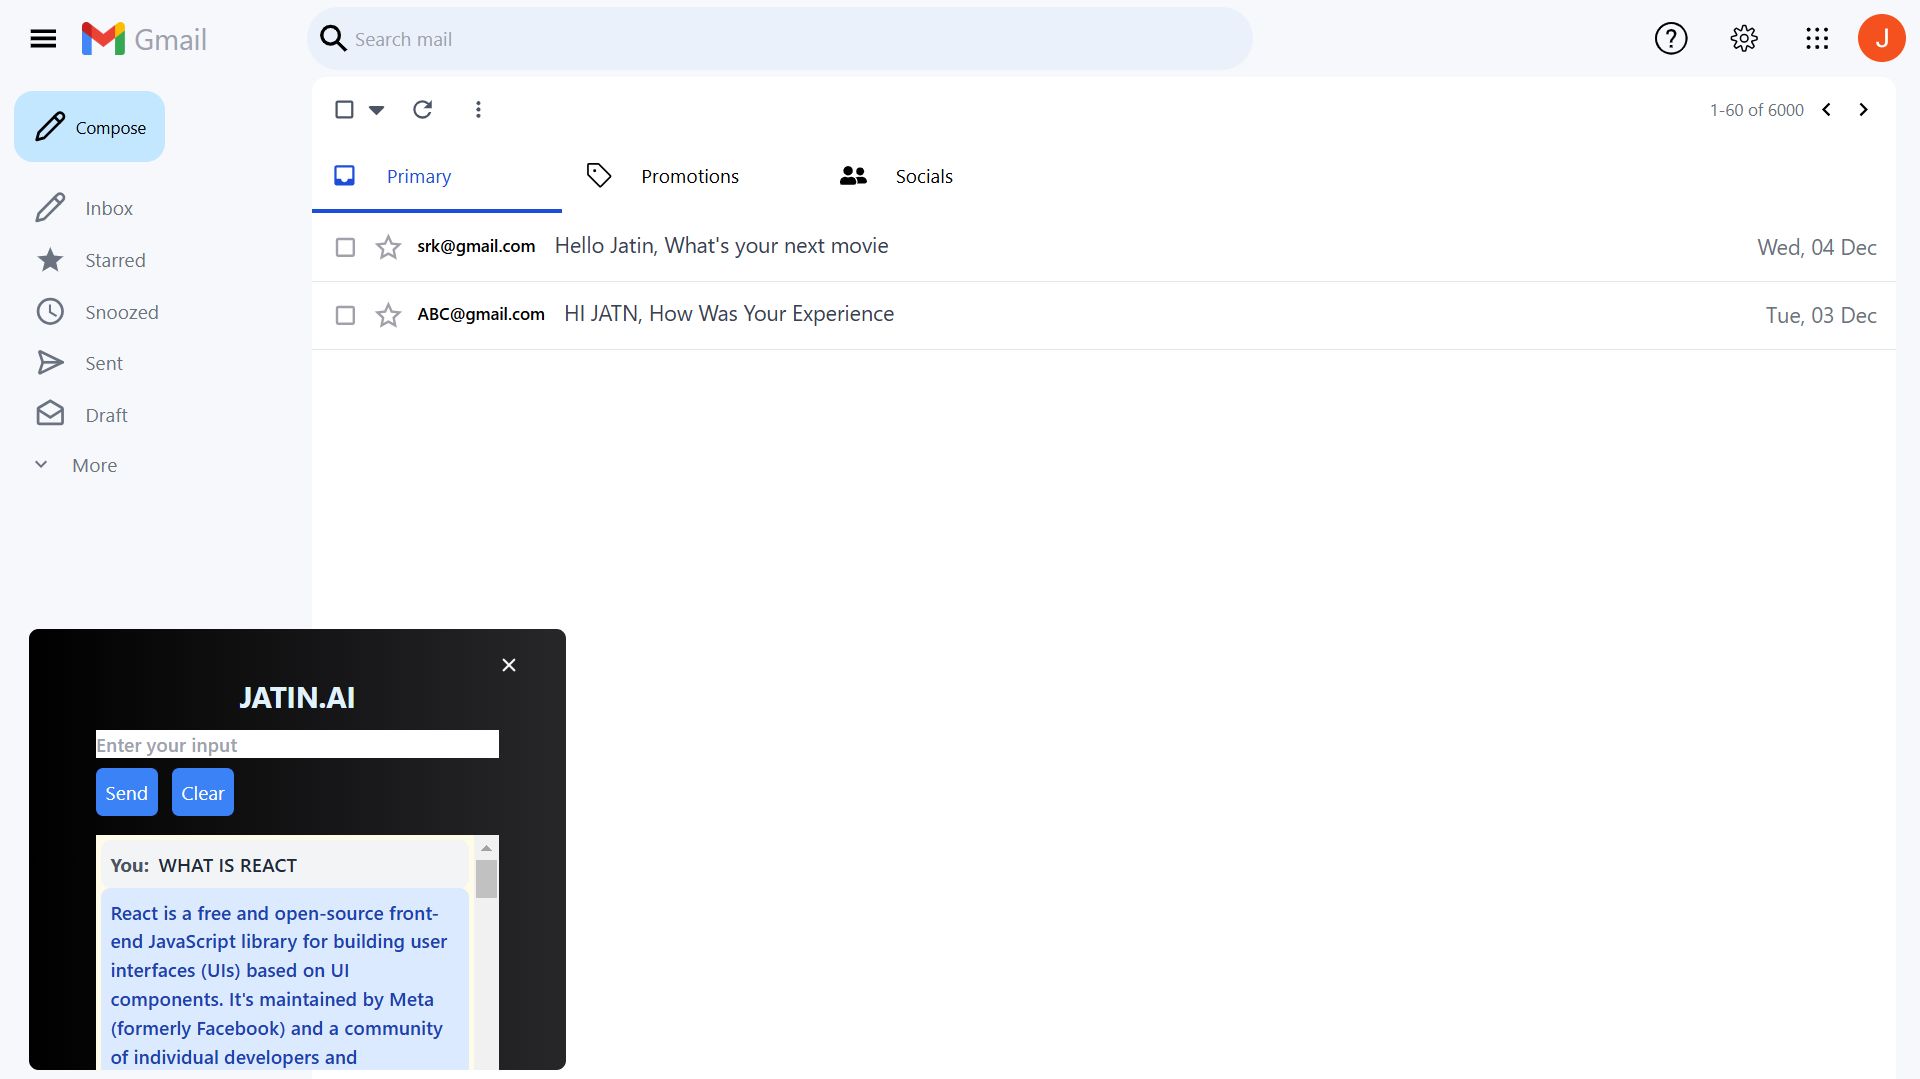 Gmail
Search mail
?
J
Compose
1-60 of 6000
Primary
Promotions
Socials
Inbox
Starred
Snoozed
Sent
Draft
More
srk@gmail.com Hello Jatin, What's your next movie Wed, 04 Dec
ABC@gmail.com HI JATN, How Was Your Experience Tue, 03 Dec
JATIN.AI
Enter your input
Send Clear
You: WHAT IS REACT
React is a free and open-source front-
end JavaScript library for building user
interfaces (UIs) based on UI
components. It's maintained by Meta
(formerly Facebook) and a community
of individual developers and